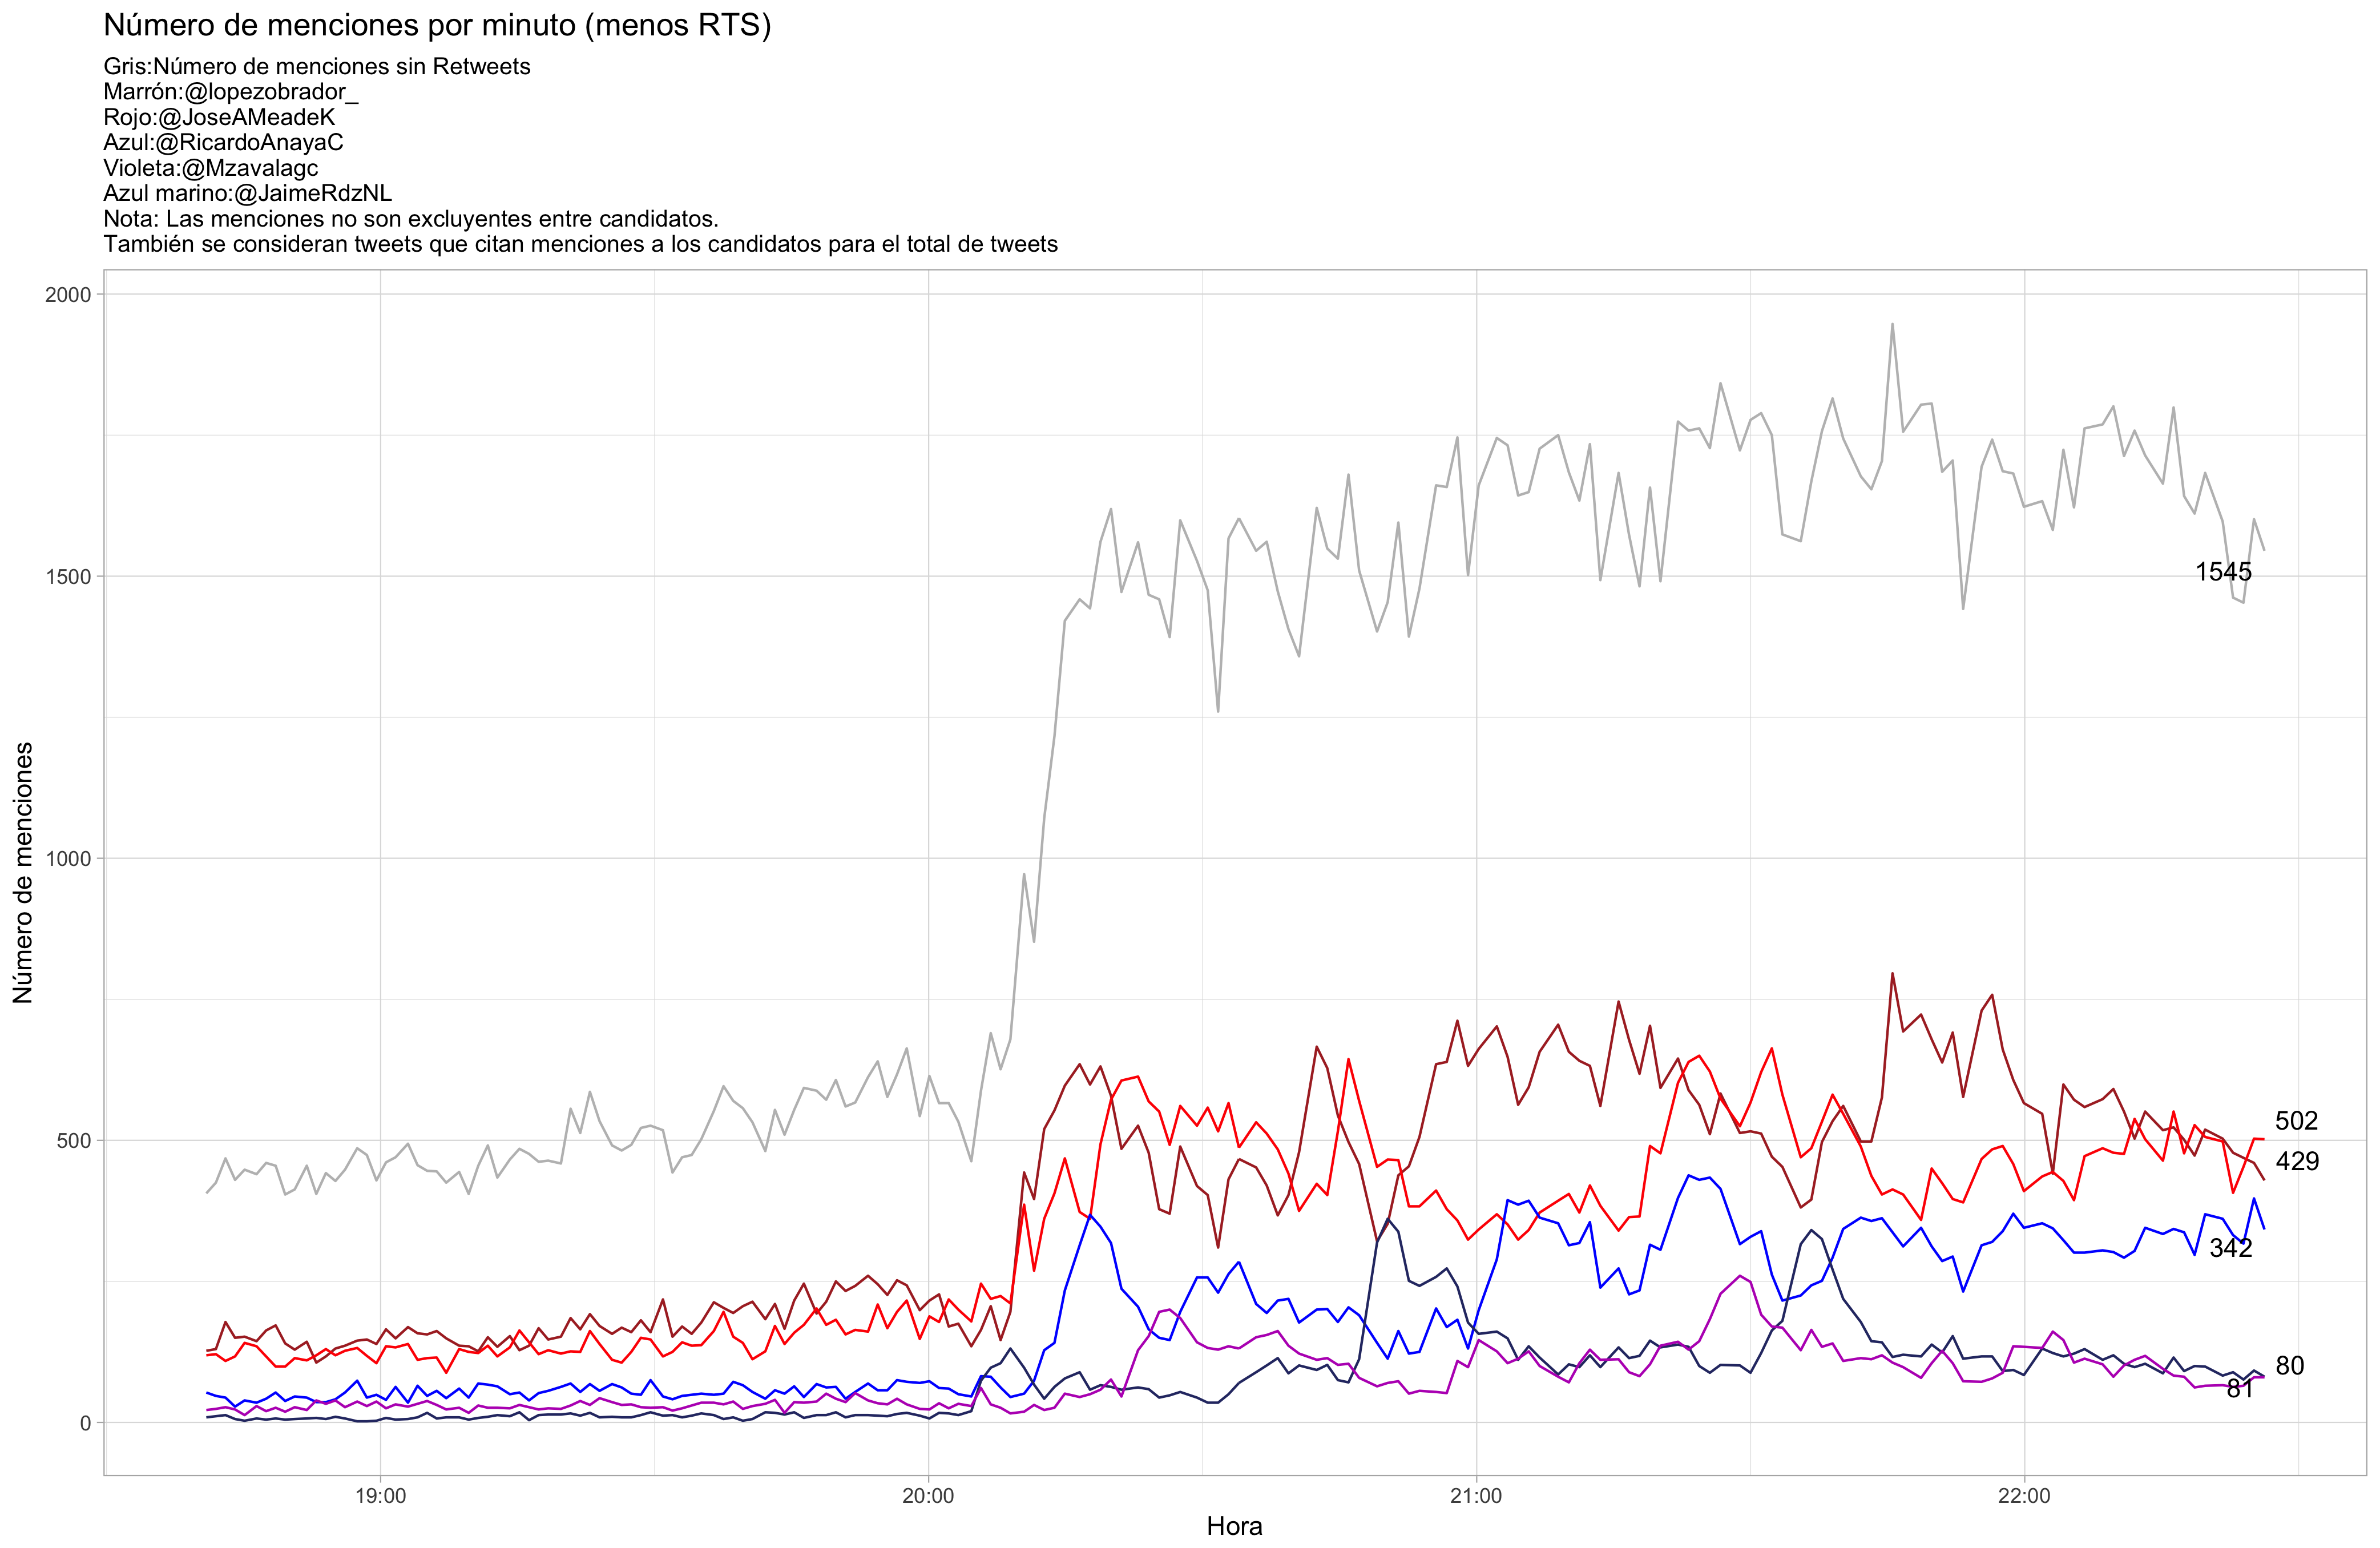 Número de menciones por minuto (menos RTS)
Gris:Número de menciones sin Retweets
Marrón:@lopezobrador_
Rojo:@JoseAMeadeK
Azul:@RicardoAnayaC
Violeta:@Mzavalagc
Azul marino:@JaimeRdzNL
Nota: Las menciones no son excluyentes entre candidatos.
También se consideran tweets que citan menciones a los candidatos para el total de tweets
2000
1500
1000
500
0
Número de menciones
1545
502
429
342
80
81
19:00
20:00
21:00
22:00
Hora